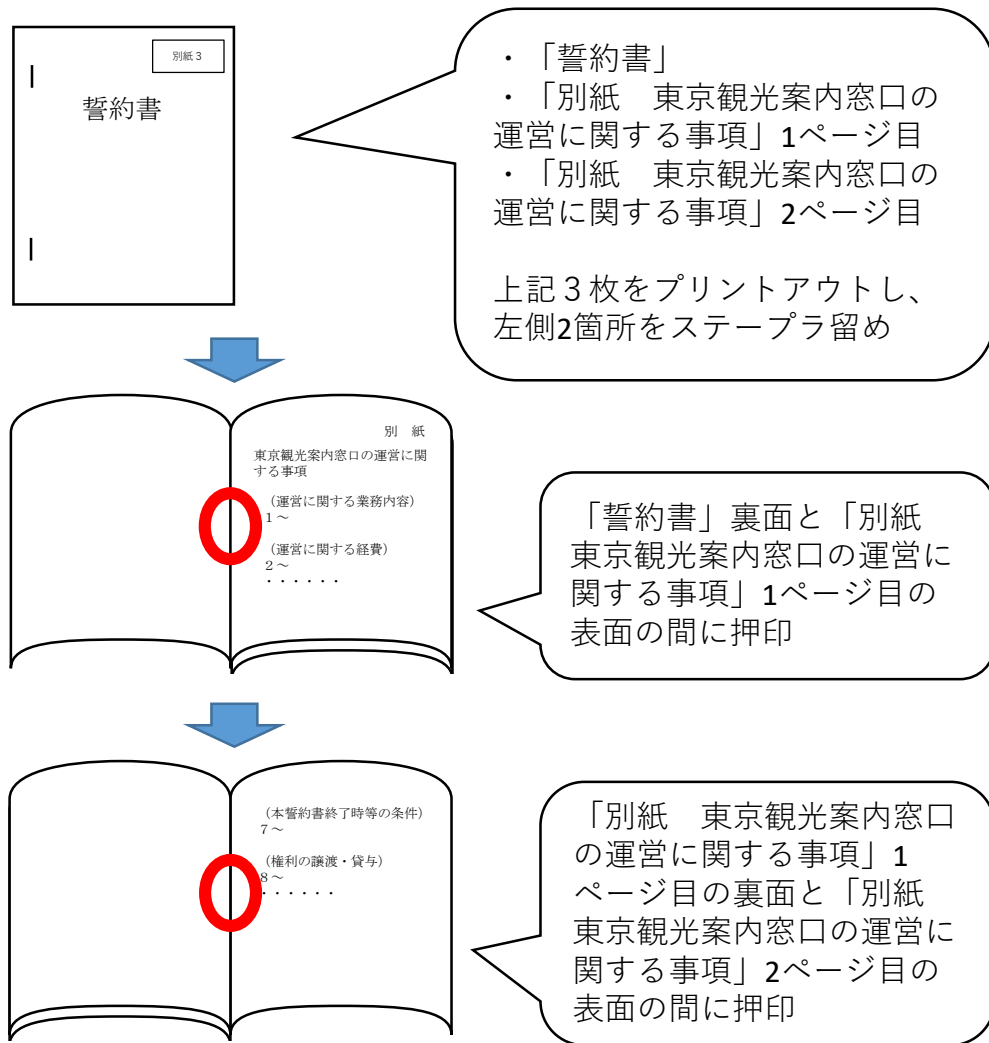 別紙３
誓約書
・「誓約書」
・「別紙　東京観光案内窓口の
運営に関する事項」1ページ目
・「別紙　東京観光案内窓口の
運営に関する事項」2ページ目
上記３枚をプリントアウトし、
左側2箇所をステープラ留め
別　紙
東京観光案内窓口の運営に関
する事項
（運営に関する業務内容）
１～
（運営に関する経費）
２～
・・・・・・
「誓約書」裏面と「別紙
東京観光案内窓口の運営に
関する事項」1ページ目の
表面の間に押印
（本誓約書終了時等の条件）
７～
（権利の譲渡・貸与）
８～
・・・・・・
「別紙　東京観光案内窓口
の運営に関する事項」1
ページ目の裏面と「別紙
東京観光案内窓口の運営に
関する事項」2ページ目の
表面の間に押印